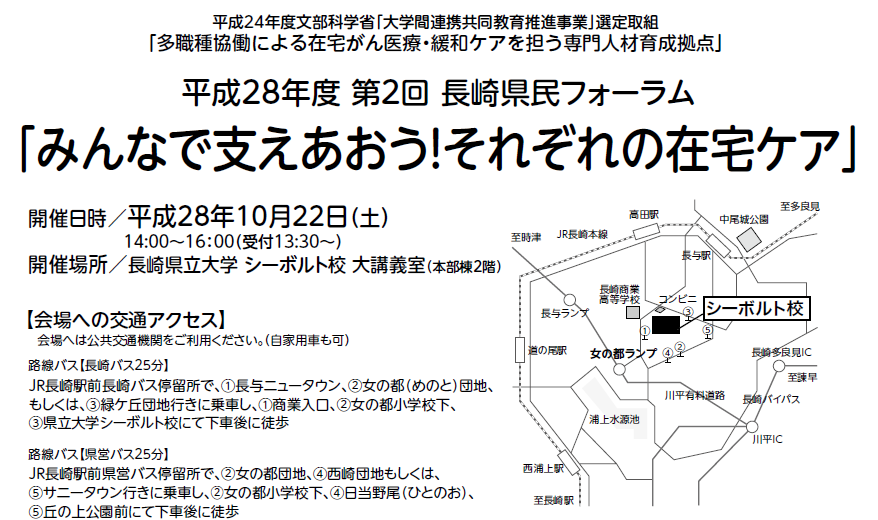 平成24年度文部科学省「大学間連携共同教育推進事業」選定取組
「多職種協働による在宅がん医療・緩和ケアを担う専門人材育成拠点」
平成28年度 第2回 長崎県民フォーラム
「みんなで支えあおう!それぞれの在宅ケア」
開催日時／平成28年10月22日(土)
14:00～16:00(受付13:30～)
開催場所／長崎県立大学 シーボルト校 大講義室(本部棟2階)
【会場への交通アクセス】
会場へは公共交通機関をご利用ください。(自家用車も可)
路線バス【長崎バス25分】
JR長崎駅前長崎バス停留所で、①長与ニュータウン、②女の都(めのと)団地、
もしくは、③緑ケ丘団地行きに乗車し、①商業入口、②女の都小学校下、
③県立大学シーボルト校にて下車後に徒歩
路線バス【県営バス25分】
JR長崎駅前県営バス停留所で、②女の都団地、④西崎団地もしくは、
⑤サニータウン行きに乗車し、②女の都小学校下、④日当野尾(ひとのお)、
⑤丘の上公園前にて下車後に徒歩
至多良見
高田駅
中尾城公園
至時津
JR長崎本線
長与駅
長崎商業
高等学校
コンビニ
シーボルト校
長与ランプ
③
①
⑤
②
④
道の尾駅
女の都ランプ
長崎多良見IC
至諫早
川平有料道路
長崎バイパス
浦上水源池
川平IC
西浦上駅
至長崎駅